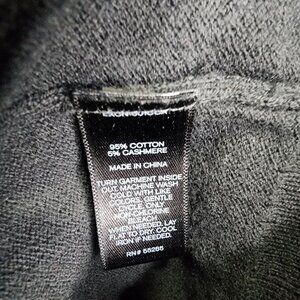 95% COTTON
5% CASHMERE
MADE IN CHINA
TURN GARMENT INSIDE
OUT. MACHINE WASH
COLD WITH LIKE
COLORS, GENTLE
CYCLE ONLY
NON-CHLORINE
BLEACH
WHEN NEEDED. LAY
FLAT TO DRY. COOL
IRON IF NEEDED.
RN# 55285